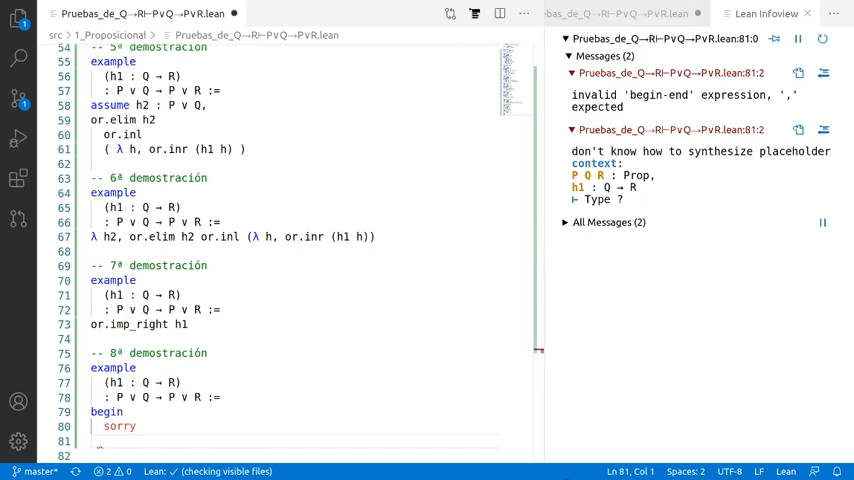 Pruebas_de_Q→R⊢P∨Q→P∨R.lean
ebas_de_Q→R⊢P∨Q→P∨R.lean
Lean Infoview
src > 1_Proposicional > Pruebas_de_Q→R⊢P∨Q→P∨R.lean
54 -- 5ª demostración
55 example
56 (h1 : Q → R)
57 : P ∨ Q → P ∨ R :=
58 assume h2 : P ∨ Q,
59 or.elim h2
60 or.inl
61 ( λ h, or.inr (h1 h) )
62
63 -- 6ª demostración
64 example
65 (h1 : Q → R)
66 : P ∨ Q → P ∨ R :=
67 λ h2, or.elim h2 or.inl (λ h, or.inr (h1 h))
68
69 -- 7ª demostración
70 example
71 (h1 : Q → R)
72 : P ∨ Q → P ∨ R :=
73 or.imp_right h1
74
75 -- 8ª demostración
76 example
77 (h1 : Q → R)
78 : P ∨ Q → P ∨ R :=
79 begin
80 sorry
81
82
Pruebas_de_Q→R⊢P∨Q→P∨R.lean:81:0
Messages (2)
Pruebas_de_Q→R⊢P∨Q→P∨R.lean:81:2
invalid 'begin-end' expression, ','
expected
Pruebas_de_Q→R⊢P∨Q→P∨R.lean:81:2
don't know how to synthesize placeholder
context:
P Q R : Prop,
h1 : Q → R
⊢ Type ?
All Messages (2)
1
1
master* 2 0 Lean: ✓ (checking visible files) Ln 81, Col 1 Spaces: 2 UTF-8 LF Lean